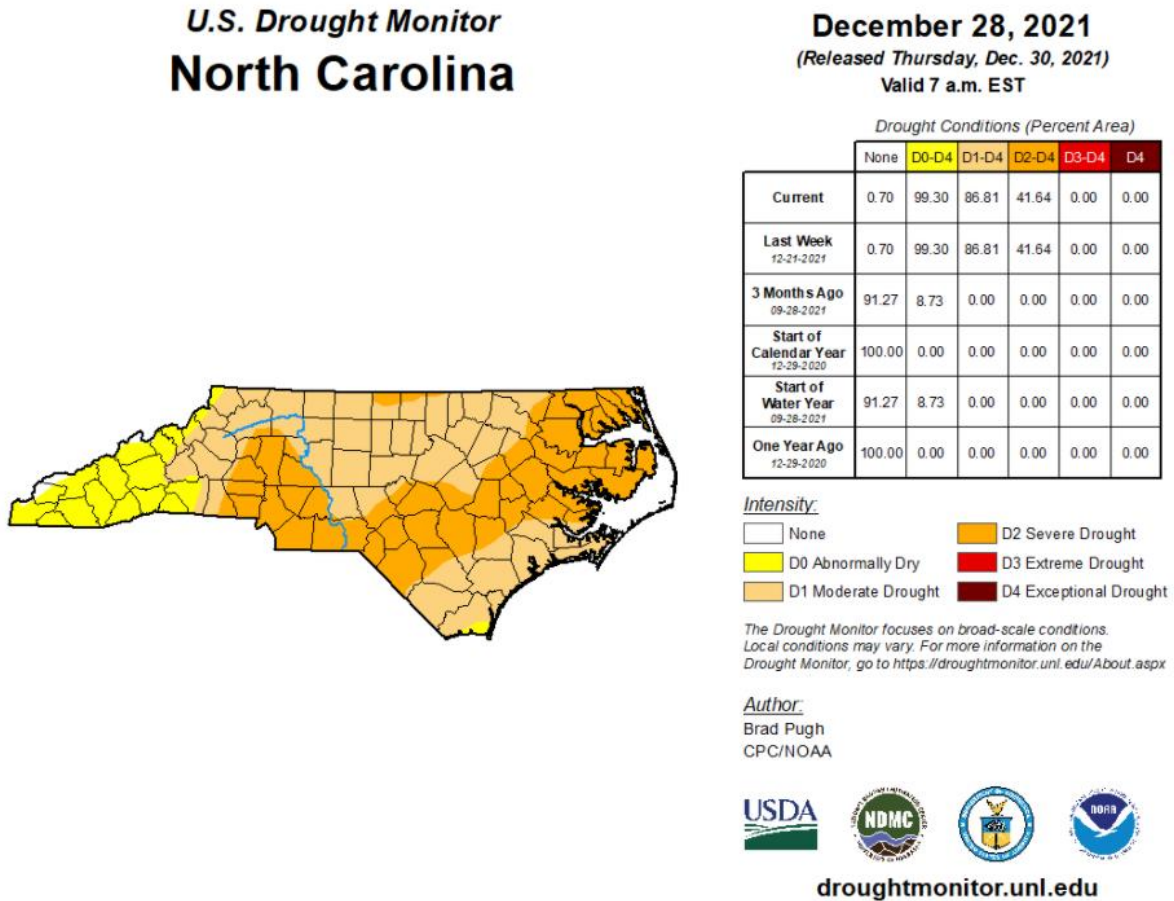 U.S. Drought Monitor
North Carolina
December 28, 2021
(Released Thursday, Dec. 30, 2021)
Valid 7 a.m. EST
Drought Conditions (Percent Area)
None D0-D4 D1-D4 D2-D4 D3-D4 D4
Current 0.70 99.30 86.81 41.64 0.00 0.00
Last Week
12-21-2021
0.70 99.30 86.81 41.64 0.00 0.00
3 Months Ago
09-28-2021
91.27 8.73 0.00 0.00 0.00 0.00
Start of
Calendar Year
12-29-2020
100.00 0.00 0.00 0.00 0.00 0.00
Start of
Water Year
09-28-2021
91.27 8.73 0.00 0.00 0.00 0.00
One Year Ago
12-29-2020
100.00 0.00 0.00 0.00 0.00 0.00
Intensity:
None
D0 Abnormally Dry
D1 Moderate Drought
D2 Severe Drought
D3 Extreme Drought
D4 Exceptional Drought
The Drought Monitor focuses on broad-scale conditions.
Local conditions may vary. For more information on the
Drought Monitor, go to https://droughtmonitor.unl.edu/About.aspx
Author:
Brad Pugh
CPC/NOAA
USDA
NDMC
NOAA
droughtmonitor.unl.edu